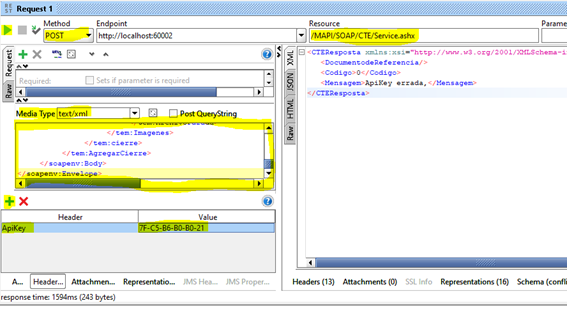 REST
Request 1
Method
Endpoint
Resource
Parame
POST
http://localhost:60002
/MAPI/SOAP/CTE/Service.ashx
Request
Raw
Required:
Sets if parameter is required
Media Type
text/xml
Post QueryString
</tem:Imagenes>
</tem:cierre>
</tem:AgregarCierre>
</soapenv:Body>
</soapenv:Envelope>
Header
Value
ApiKey
7F-C5-B6-B0-B0-21
A...
Header...
Attachmen...
Representatio...
JMS Hea...
JMS Proper...
response time: 1594ms (243 bytes)
XML
JSON
HTML
Raw
<CTEResposta xmlns:xsi="http://www.w3.org/2001/XMLSchema-i
<DocumentodeReferencia/>
<Codigo>0</Codigo>
<Mensagem>ApiKey errada,</Mensagem>
</CTEResposta>
Headers (13)
Attachments (0)
SSL Info
Representations (16)
Schema (confli